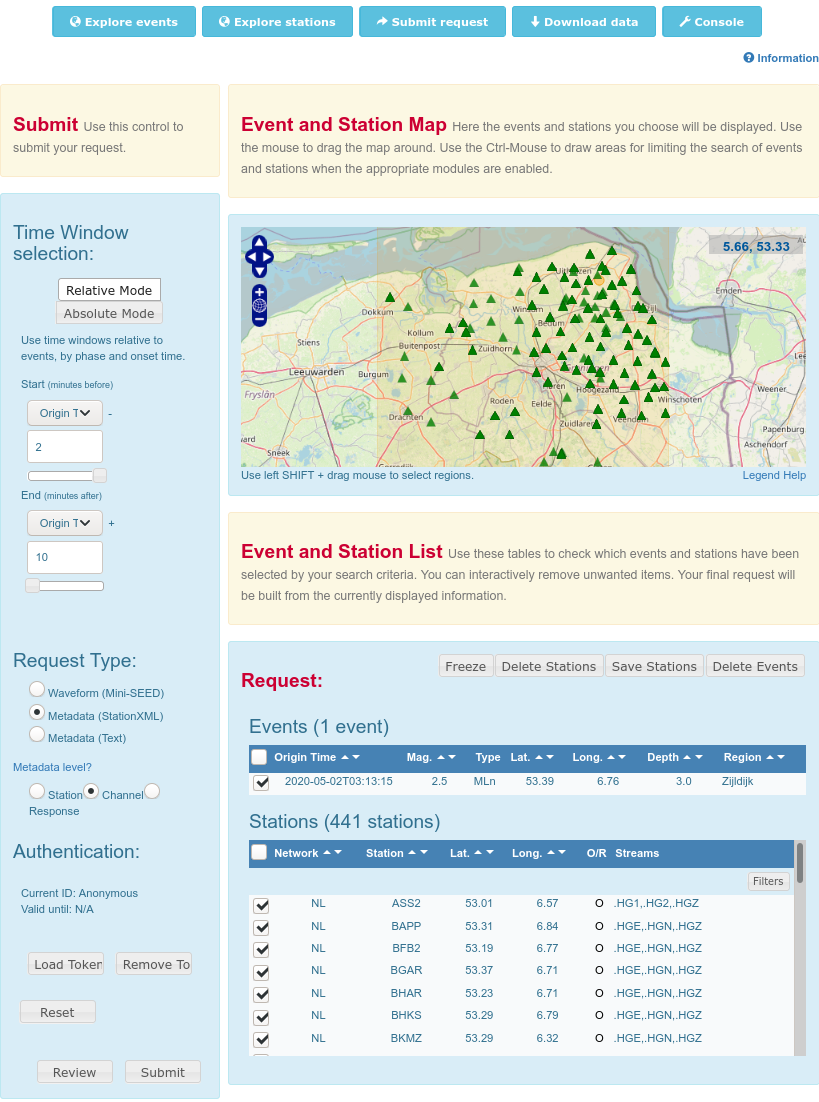 Explore events
Explore stations
Submit request
Download data
Console
Information
Submit Use this control to
submit your request.
Event and Station Map Here the events and stations you choose will be displayed. Use
the mouse to drag the map around. Use the Ctrl-Mouse to draw areas for limiting the search of events
and stations when the appropriate modules are enabled.
Time Window
selection:
Relative Mode
Absolute Mode
Use time windows relative to
events, by phase and onset time.
Start (minutes before)
Origin T -
2
End (minutes after)
Origin T +
10
5.66, 53.33
Emden
Dokkum
Kollum
Buitenpost
Stiens
Zuidhorn
Leeuwarden
Burgum
Fryslân
Roden
Eelde
Hoogezand
Drachten
Zuidlaren
Veendam
Winschoten
Weener
Papenburg
Aschendorf
Sneek
Bedum
Use left SHIFT + drag mouse to select regions.
Legend Help
Event and Station List Use these tables to check which events and stations have been
selected by your search criteria. You can interactively remove unwanted items. Your final request will
be built from the currently displayed information.
Request Type:
Waveform (Mini-SEED)
Metadata (StationXML)
Metadata (Text)
Metadata level?
Station Channel
Response
Authentication:
Current ID: Anonymous
Valid until: N/A
Load Token
Remove To
Reset
Review
Submit
Request:
Freeze
Delete Stations
Save Stations
Delete Events
Events (1 event)
Origin Time Mag. Type Lat. Long. Depth Region
2020-05-02T03:13:15 2.5 MLn 53.39 6.76 3.0 Zijldijk
Stations (441 stations)
Network Station Lat. Long. O/R Streams
Filters
NL ASS2 53.01 6.57 O .HG1,.HG2,.HGZ
NL BAPP 53.31 6.84 O .HGE,.HGN,.HGZ
NL BFB2 53.19 6.77 O .HGE,.HGN,.HGZ
NL BGAR 53.37 6.71 O .HGE,.HGN,.HGZ
NL BHAR 53.23 6.71 O .HGE,.HGN,.HGZ
NL BHKS 53.29 6.79 O .HGE,.HGN,.HGZ
NL BKMZ 53.29 6.32 O .HGE,.HGN,.HGZ